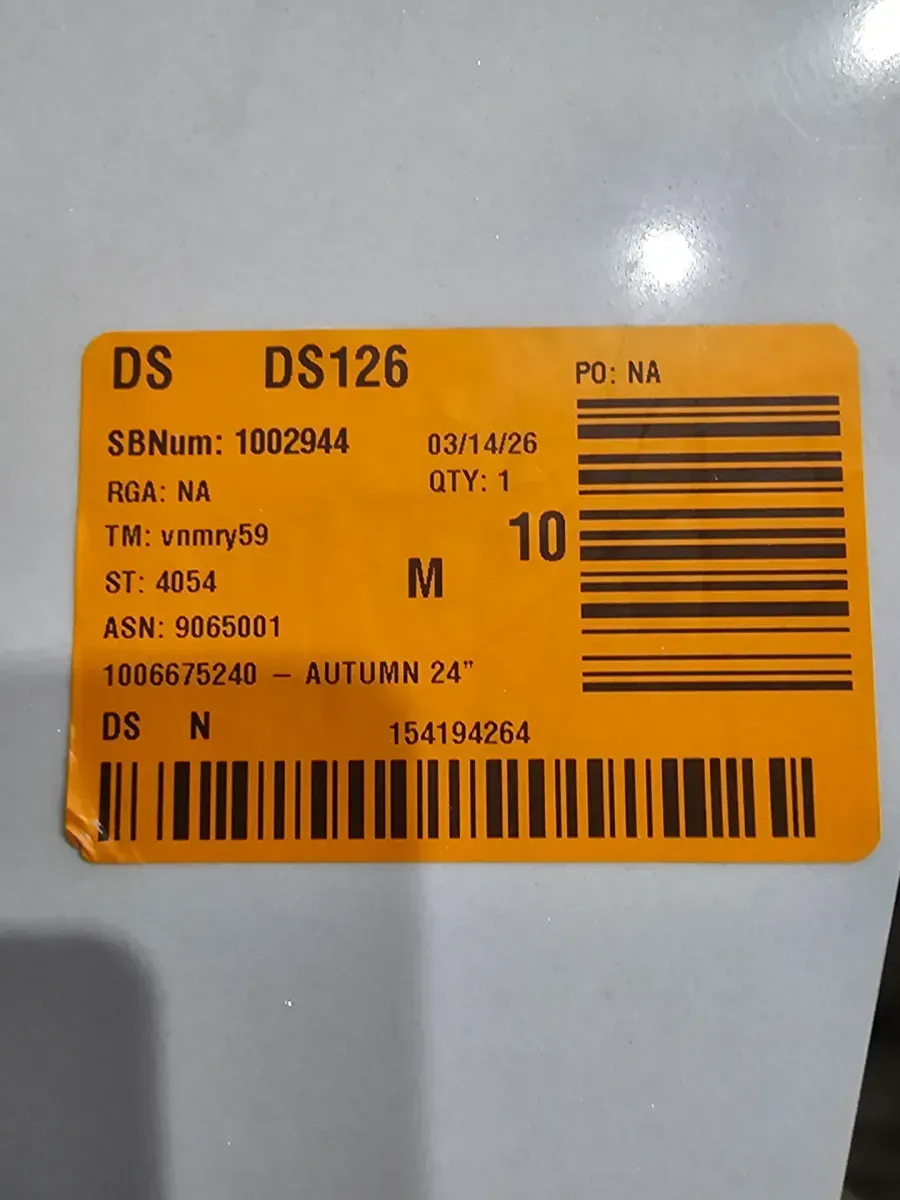 DS DS126
PO: NA
SBNum: 1002944 03/14/26
RGA: NA QTY: 1
TM: vnmry59 10
ST: 4054 M
ASN: 9065001
1006675240 – AUTUMN 24"
DS N 154194264